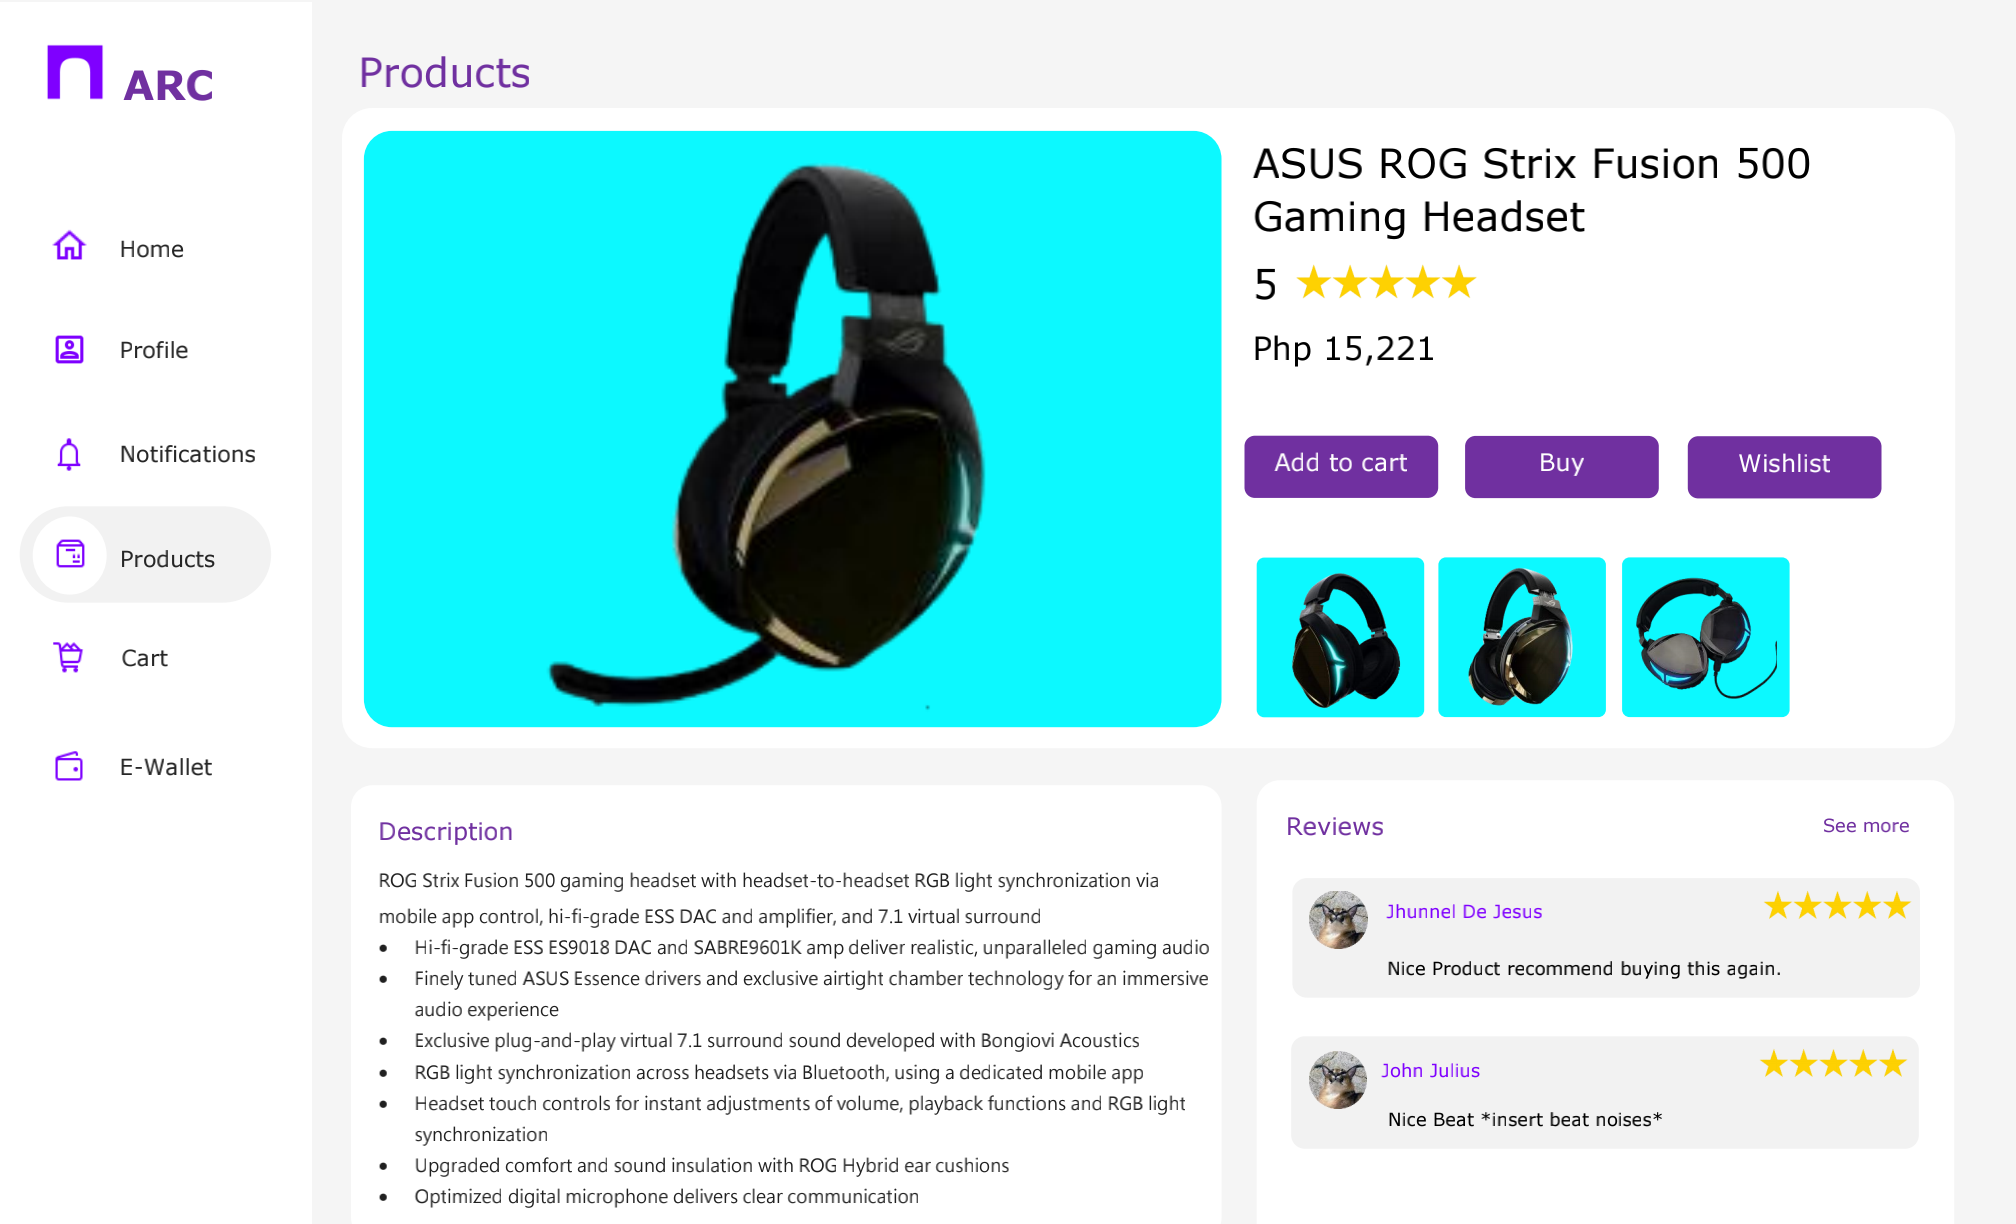 ARC
Home
Profile
Notifications
Products
Cart
E-Wallet
Products
ASUS ROG Strix Fusion 500
Gaming Headset
5 ★★★★★
Php 15,221
Add to cart
Buy
Wishlist
Description
ROG Strix Fusion 500 gaming headset with headset-to-headset RGB light synchronization via
mobile app control, hi-fi-grade ESS DAC and amplifier, and 7.1 virtual surround
• Hi-fi-grade ESS ES9018 DAC and SABRE9601K amp deliver realistic, unparalleled gaming audio
• Finely tuned ASUS Essence drivers and exclusive airtight chamber technology for an immersive
audio experience
• Exclusive plug-and-play virtual 7.1 surround sound developed with Bongiovi Acoustics
• RGB light synchronization across headsets via Bluetooth, using a dedicated mobile app
• Headset touch controls for instant adjustments of volume, playback functions and RGB light
synchronization
• Upgraded comfort and sound insulation with ROG Hybrid ear cushions
• Optimized digital microphone delivers clear communication
Reviews
See more
Jhunnel De Jesus ★★★★★
Nice Product recommend buying this again.
John Julius ★★★★★
Nice Beat *insert beat noises*